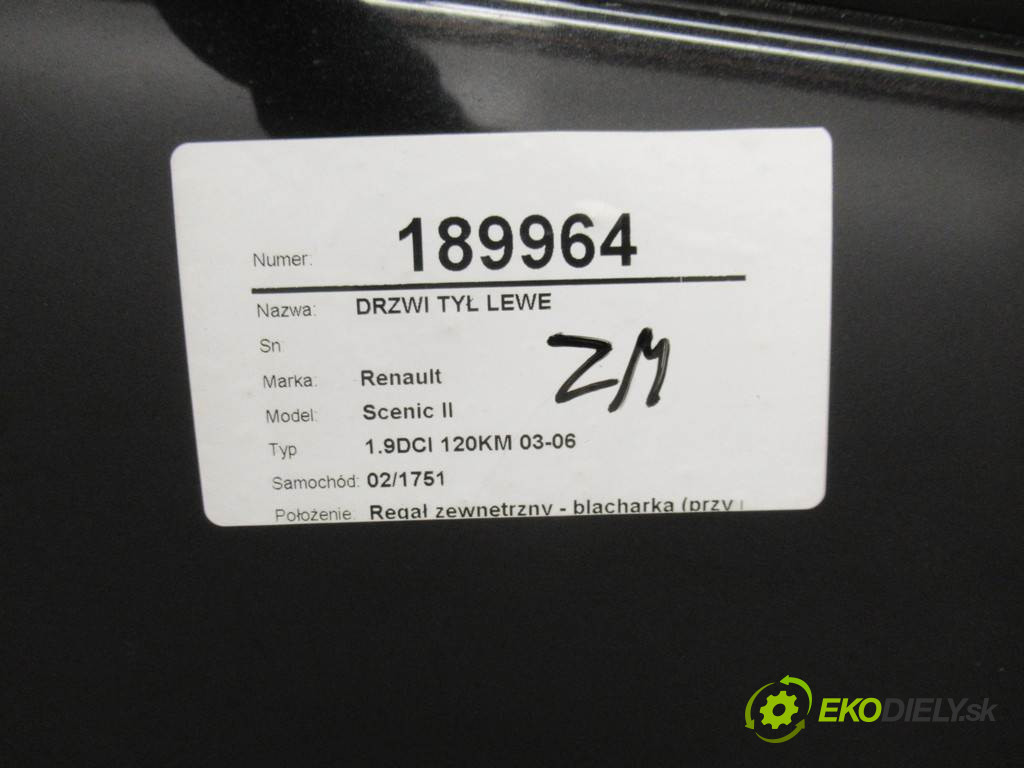 Numer: 189964
Nazwa: DRZWI TYŁ LEWE
Sn
ZM
Marka: Renault
Model: Scenic II
Typ 1.9DCI 120KM 03-06
Samochód: 02/1751
Położenie: Regał zewnetrzny - blacharka (przy
EKODIELY.sk